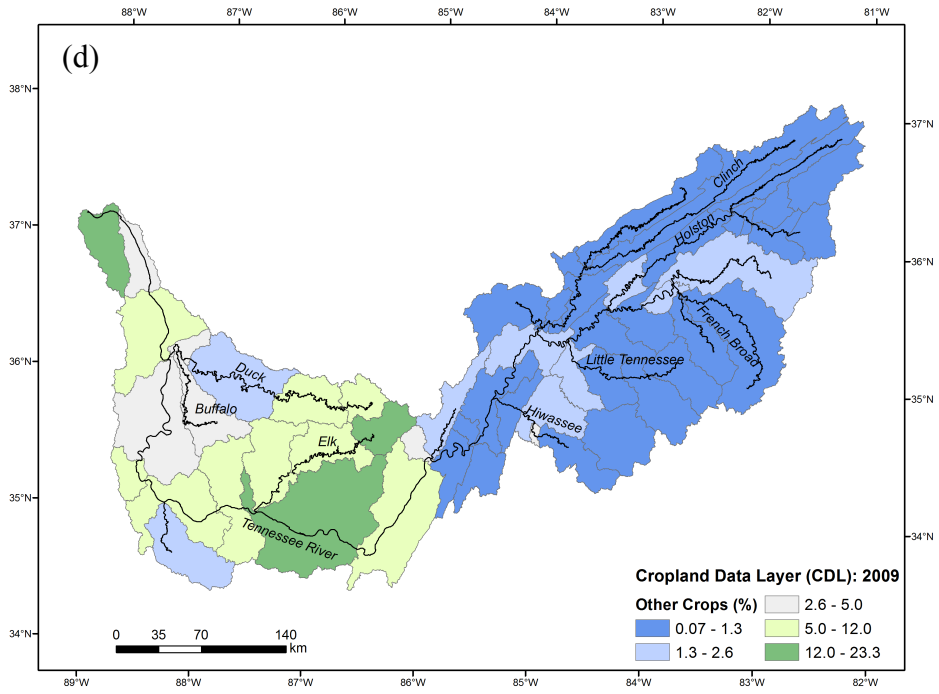 88°W 87°W 86°W 85°W 84°W 83°W 82°W 81°W
(d)
38°N
37°N
37°N
36°N
36°N
35°N
35°N
34°N
34°N
Clinch
Holston
French Broad
Little Tennessee
Hiwassee
Duck
Buffalo
Elk
Tennessee River
Cropland Data Layer (CDL): 2009
Other Crops (%)
0.07 - 1.3
1.3 - 2.6
2.6 - 5.0
5.0 - 12.0
12.0 - 23.3
0 35 70 140
km
89°W 88°W 87°W 86°W 85°W 84°W 83°W 82°W